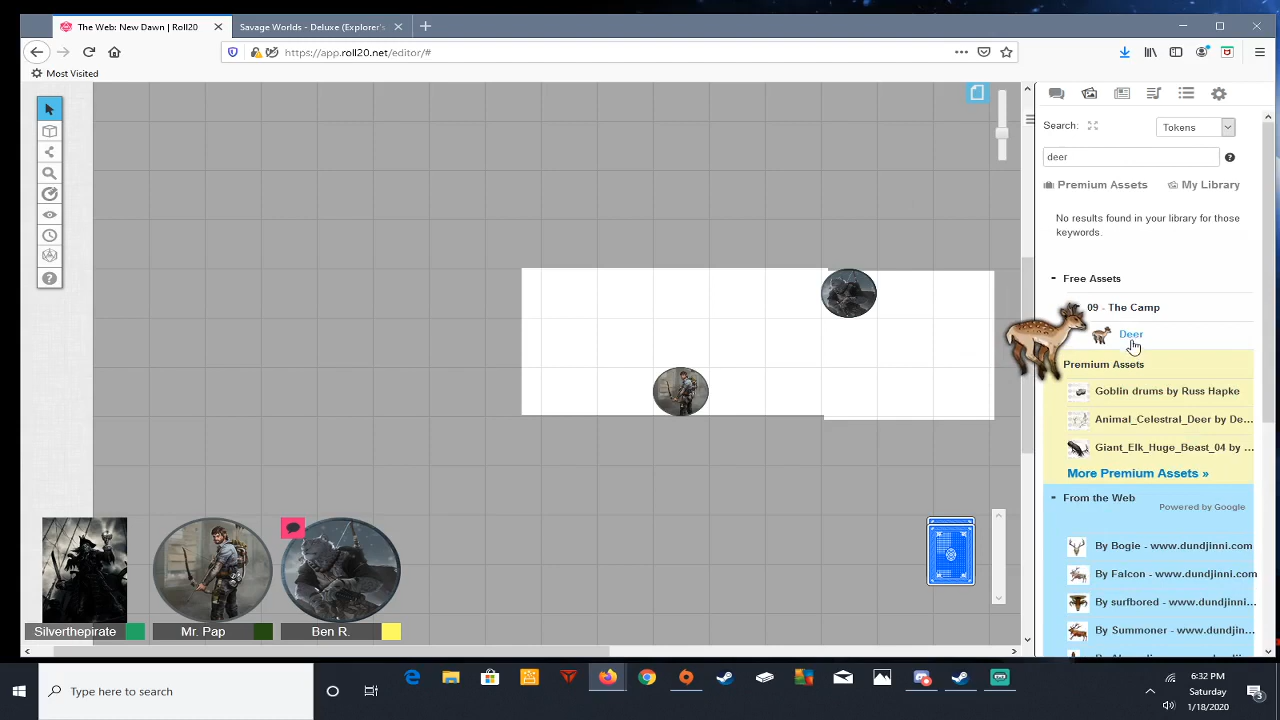 The Web: New Dawn | Roll20
Savage Worlds - Deluxe (Explorer's
https://app.roll20.net/editor/#
Most Visited
Search:
Tokens
deer
Premium Assets
My Library
No results found in your library for those
keywords.
Free Assets
09 - The Camp
Deer
Premium Assets
Goblin drums by Russ Hapke
Animal_Celestral_Deer by De...
Giant_Elk_Huge_Beast_04 by ...
More Premium Assets »
From the Web
Powered by Google
By Bogie - www.dundjinni.com
By Falcon - www.dundjinni.com
By surfbored - www.dundjinni...
By Summoner - www.dundjin...
Silverthepirate
Mr. Pap
Ben R.
Type here to search
6:32 PM
Saturday
1/18/2020
3